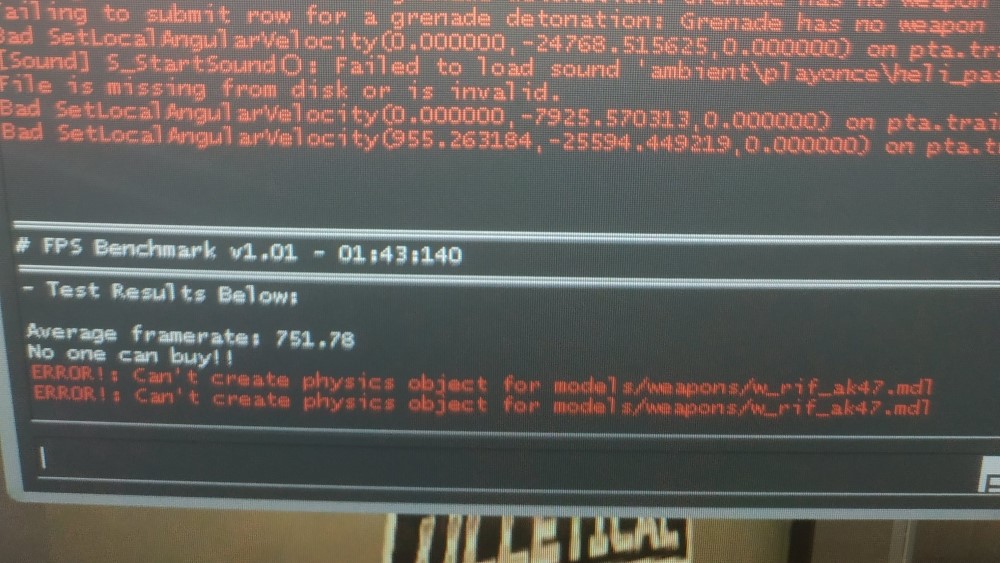 ailing to submit row for a grenade detonation: Grenade has no weapon
Bad SetLocalAngularVelocity(0.000000,-24768.515625,0.000000) on pta.tr
[Sound] S_StartSound(): Failed to load sound 'ambient\playonce\heli_pas
File is missing from disk or is invalid.
Bad SetLocalAngularVelocity(0.000000,-7925.570313,0.000000) on pta.trai
Bad SetLocalAngularVelocity(955.263184,-25594.449219,0.000000) on pta.t
# FPS Benchmark v1.01 - 01:43:140
- Test Results Below:
Average framerate: 751.78
No one can buy!!
ERROR!: Can't create physics object for models/weapons/w_rif_ak47.mdl
ERROR!: Can't create physics object for models/weapons/w_rif_ak47.mdl